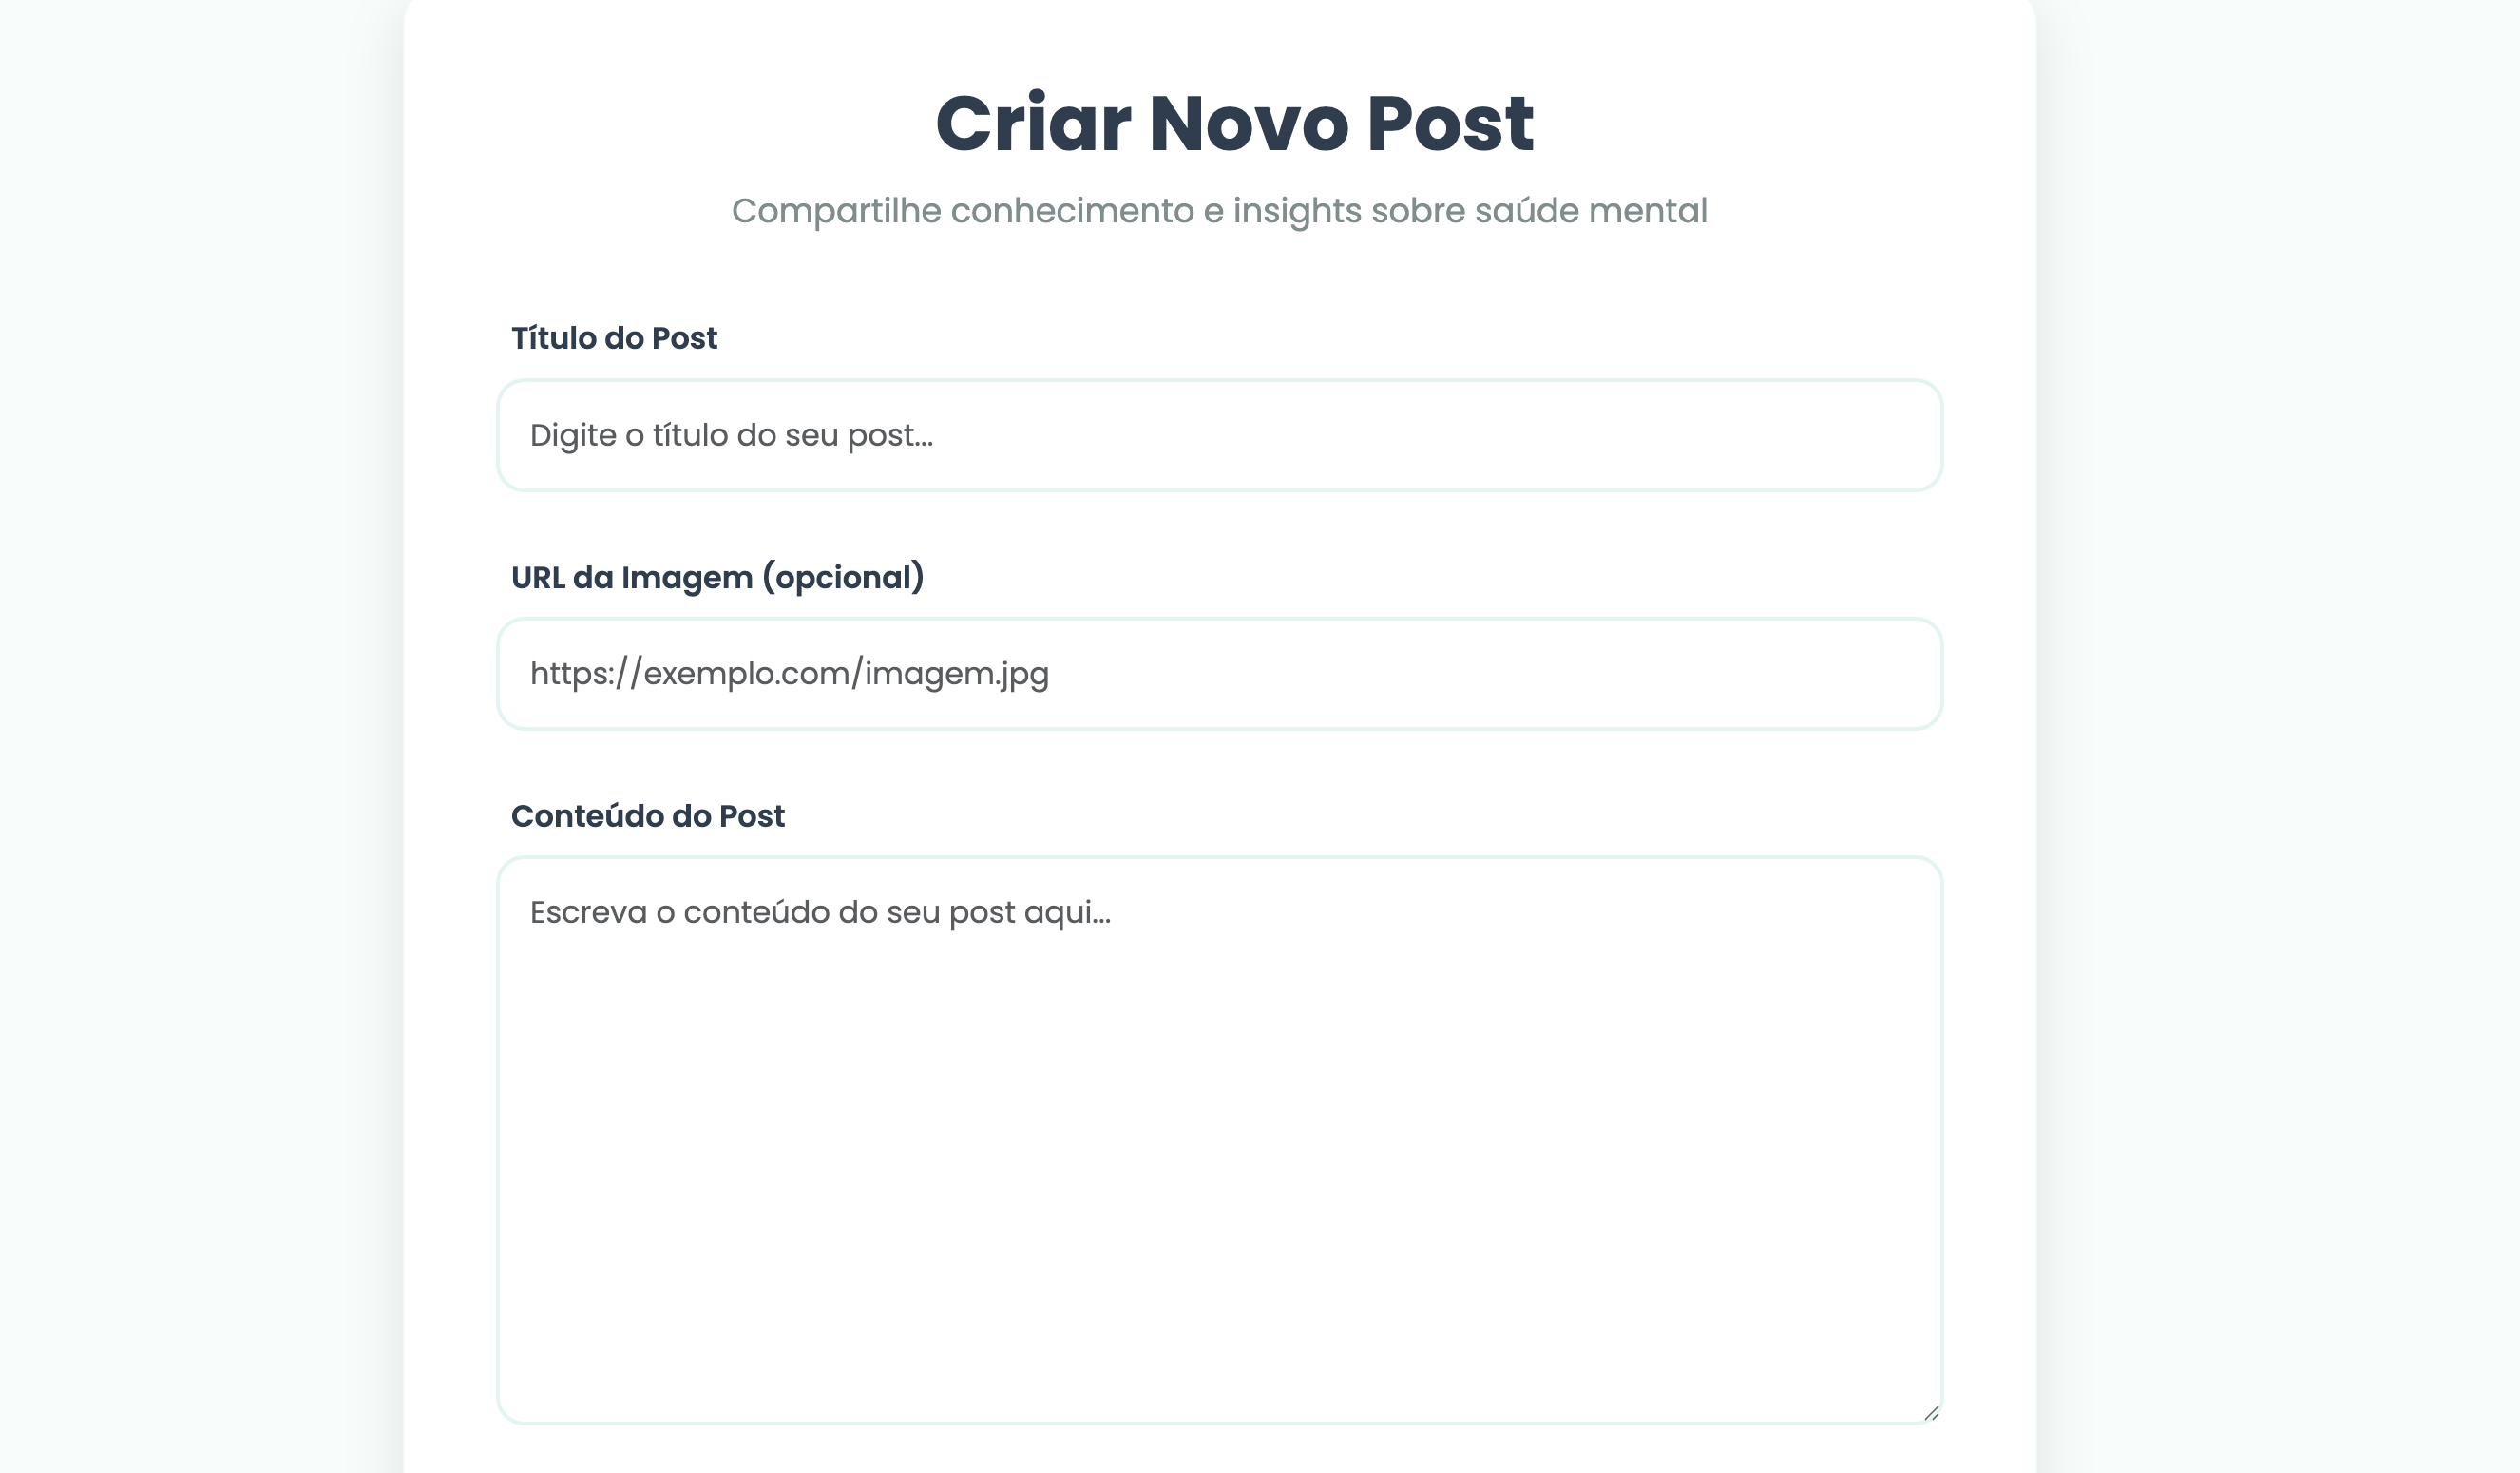 Criar Novo Post
Compartilhe conhecimento e insights sobre saúde mental
Título do Post
Digite o título do seu post...
URL da Imagem (opcional)
https://exemplo.com/imagem.jpg
Conteúdo do Post
Escreva o conteúdo do seu post aqui...